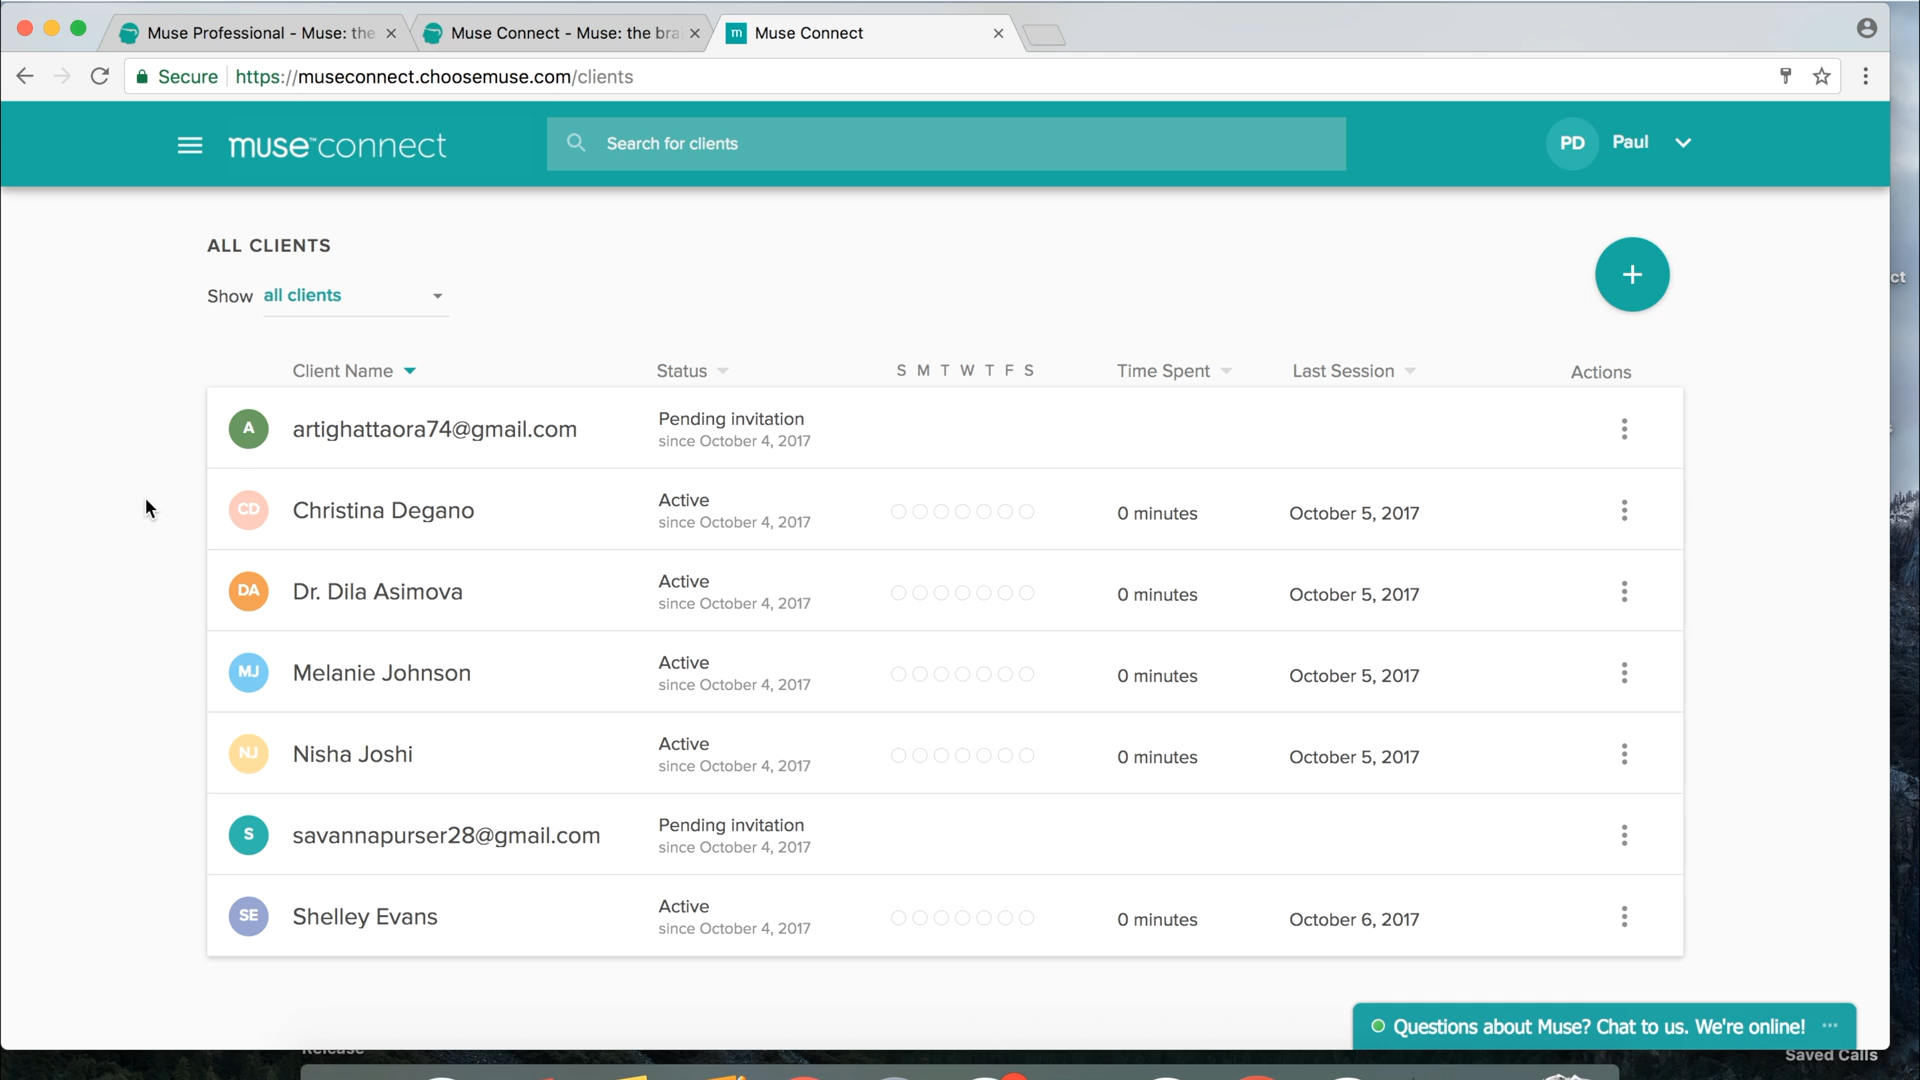 Muse Professional - Muse: the
Muse Connect - Muse: the bra
m Muse Connect
Secure https://museconnect.choosemuse.com/clients
muse™connect
Search for clients
PD Paul
ct
ALL CLIENTS
Show all clients
+
Client Name Status S M T W T F S Time Spent Last Session Actions
A artighattaora74@gmail.com Pending invitation
since October 4, 2017
CD Christina Degano Active 0 minutes October 5, 2017
since October 4, 2017
DA Dr. Dila Asimova Active 0 minutes October 5, 2017
since October 4, 2017
MJ Melanie Johnson Active 0 minutes October 5, 2017
since October 4, 2017
NJ Nisha Joshi Active 0 minutes October 5, 2017
since October 4, 2017
S savannapurser28@gmail.com Pending invitation
since October 4, 2017
SE Shelley Evans Active 0 minutes October 6, 2017
since October 4, 2017
Questions about Muse? Chat to us. We're online! ...
Release
Saved Calls